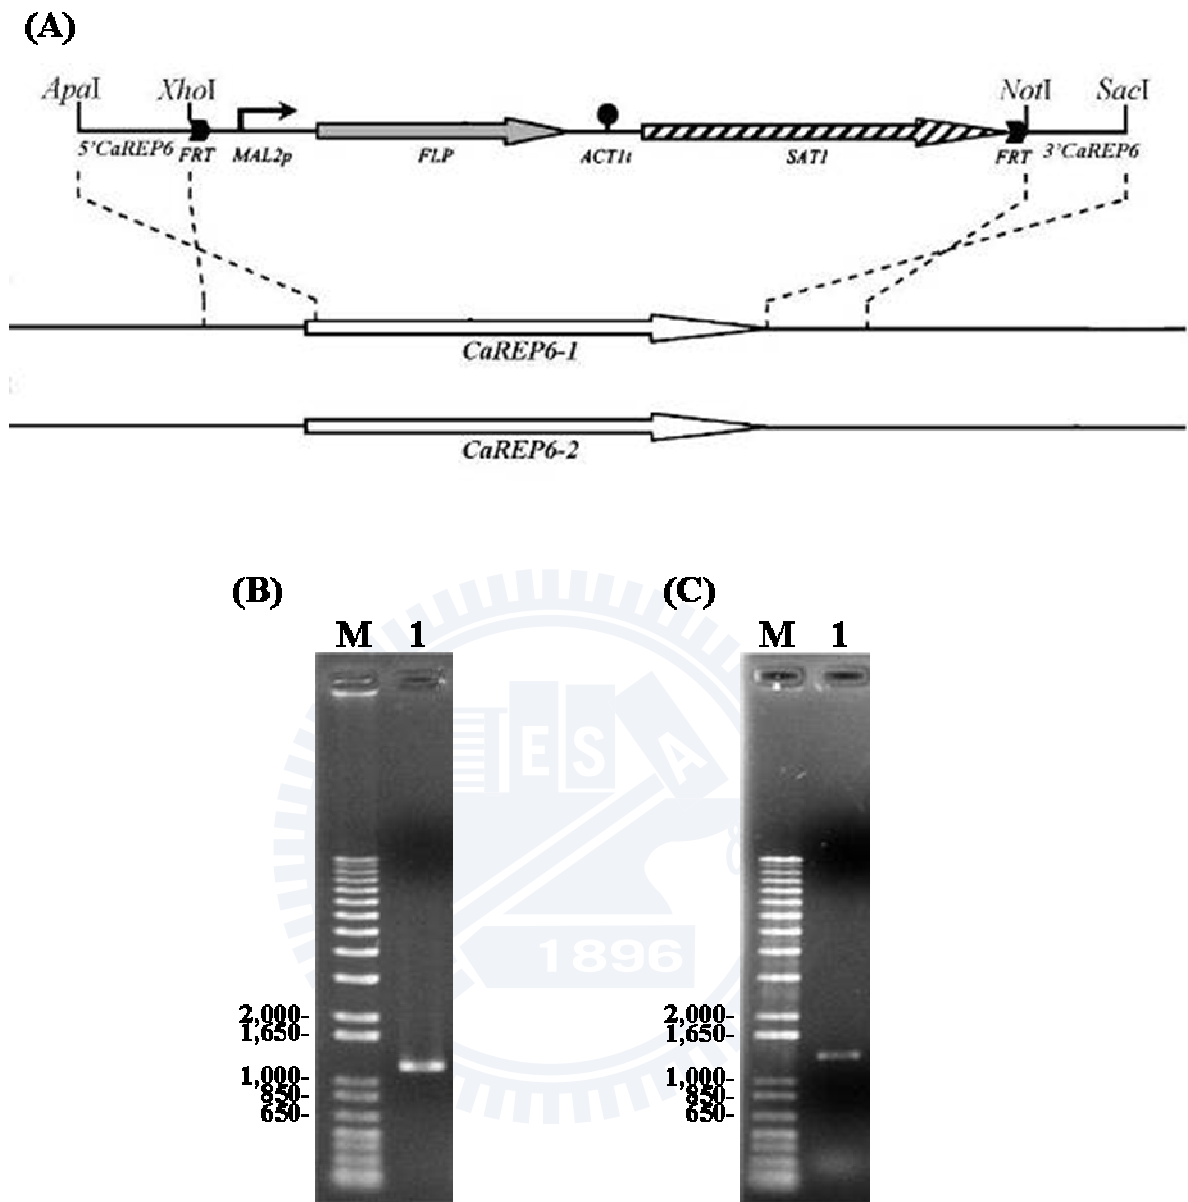 (A)
ApaI XhoI NotI SacI
5'CaREP6 FRT MAL2p FLP ACT1t SAT1 FRT 3'CaREP6
CaREP6-1
CaREP6-2
(B) (C)
M 1 M 1
ESA
1896
2,000- 2,000-
1,650- 1,650-
1,000- 1,000-
850- 850-
650- 650-